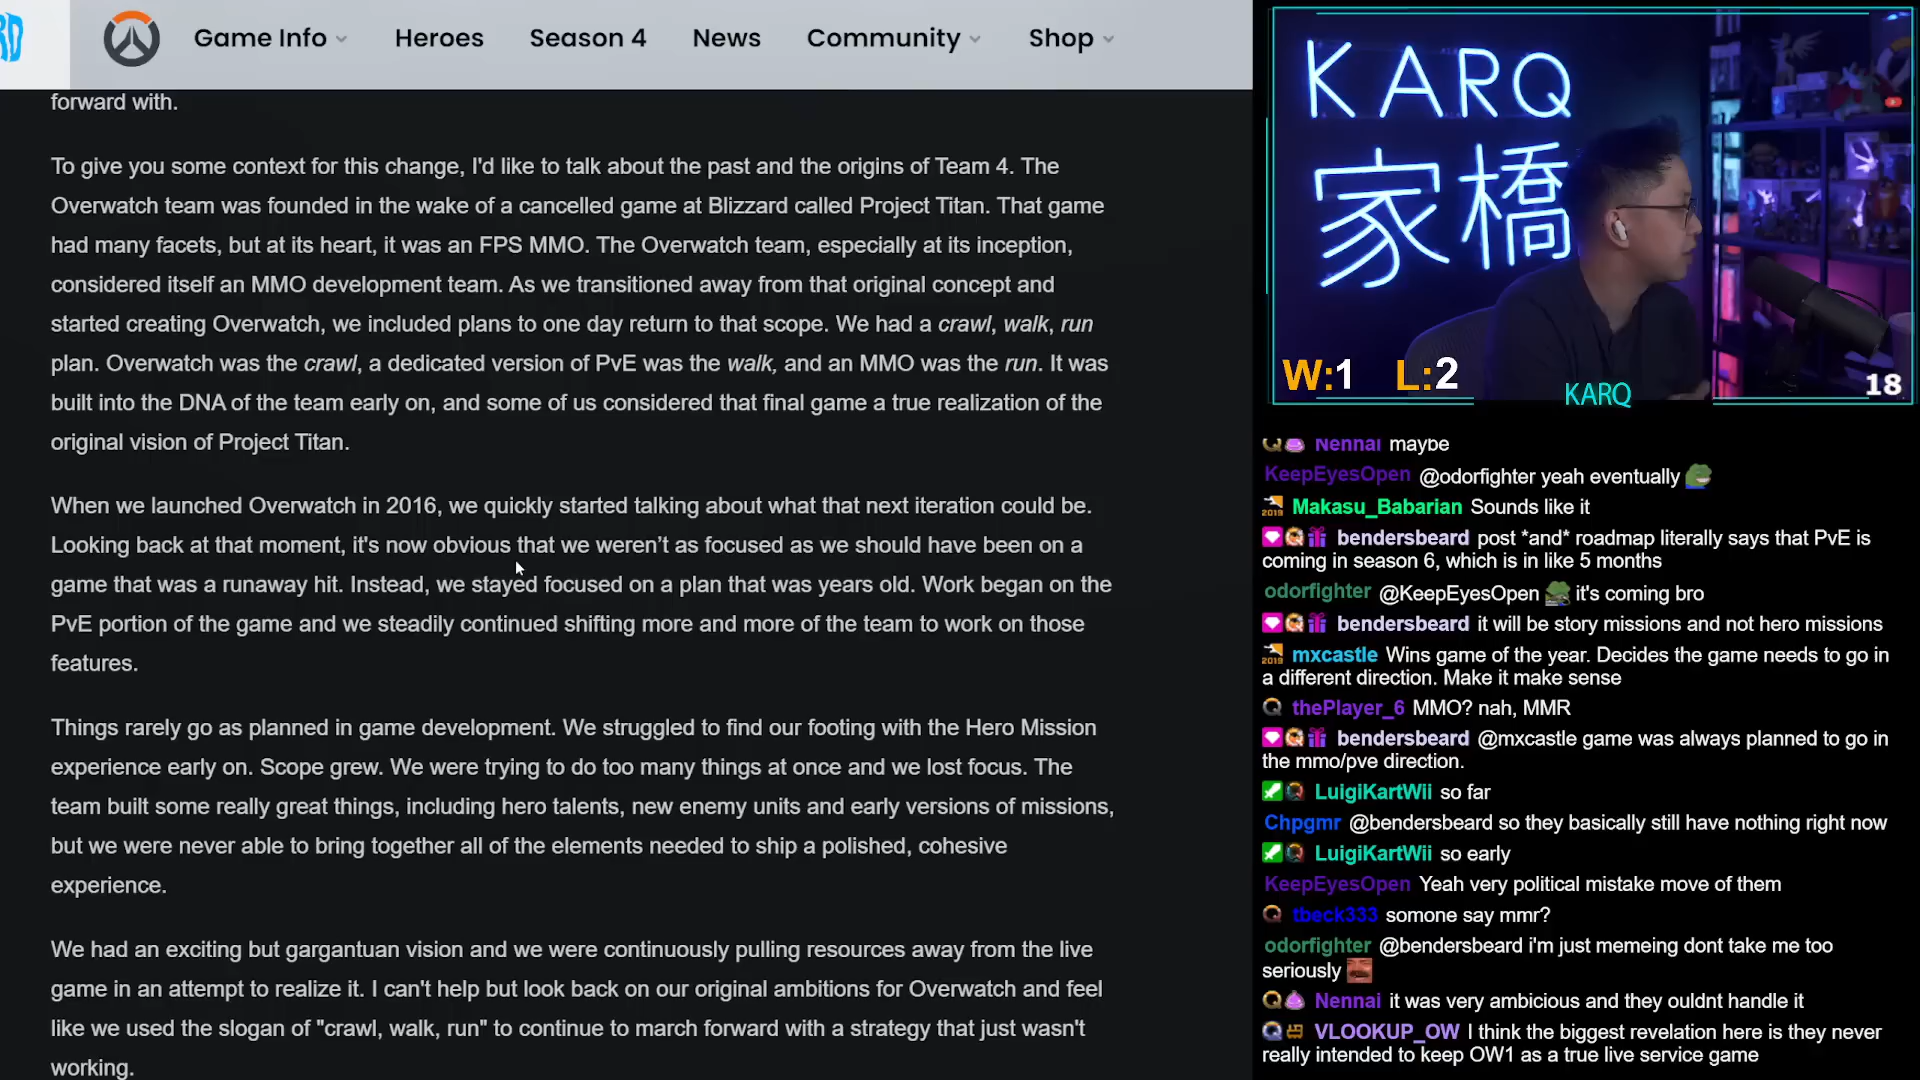 RD
Game Info
Heroes
Season 4
News
Community
Shop
forward with.
To give you some context for this change, I'd like to talk about the past and the origins of Team 4. The
Overwatch team was founded in the wake of a cancelled game at Blizzard called Project Titan. That game
had many facets, but at its heart, it was an FPS MMO. The Overwatch team, especially at its inception,
considered itself an MMO development team. As we transitioned away from that original concept and
started creating Overwatch, we included plans to one day return to that scope. We had a crawl, walk, run
plan. Overwatch was the crawl, a dedicated version of PvE was the walk, and an MMO was the run. It was
built into the DNA of the team early on, and some of us considered that final game a true realization of the
original vision of Project Titan.
When we launched Overwatch in 2016, we quickly started talking about what that next iteration could be.
Looking back at that moment, it's now obvious that we weren’t as focused as we should have been on a
game that was a runaway hit. Instead, we stayed focused on a plan that was years old. Work began on the
PvE portion of the game and we steadily continued shifting more and more of the team to work on those
features.
Things rarely go as planned in game development. We struggled to find our footing with the Hero Mission
experience early on. Scope grew. We were trying to do too many things at once and we lost focus. The
team built some really great things, including hero talents, new enemy units and early versions of missions,
but we were never able to bring together all of the elements needed to ship a polished, cohesive
experience.
We had an exciting but gargantuan vision and we were continuously pulling resources away from the live
game in an attempt to realize it. I can't help but look back on our original ambitions for Overwatch and feel
like we used the slogan of "crawl, walk, run" to continue to march forward with a strategy that just wasn't
working.
KARQ
家橋
W:1 L:2
KARQ
18
Nennai maybe
KeepEyesOpen @odorfighter yeah eventually
2019 Makasu_Babarian Sounds like it
bendersbeard post *and* roadmap literally says that PvE is
coming in season 6, which is in like 5 months
odorfighter @KeepEyesOpen it's coming bro
bendersbeard it will be story missions and not hero missions
2019 mxcastle Wins game of the year. Decides the game needs to go in
a different direction. Make it make sense
thePlayer_6 MMO? nah, MMR
bendersbeard @mxcastle game was always planned to go in
the mmo/pve direction.
LuigiKartWii so far
Chpgmr @bendersbeard so they basically still have nothing right now
LuigiKartWii so early
KeepEyesOpen Yeah very political mistake move of them
tbeck333 somone say mmr?
odorfighter @bendersbeard i'm just memeing dont take me too
seriously
Nennai it was very ambicious and they ouldnt handle it
VLOOKUP_OW I think the biggest revelation here is they never
really intended to keep OW1 as a true live service game